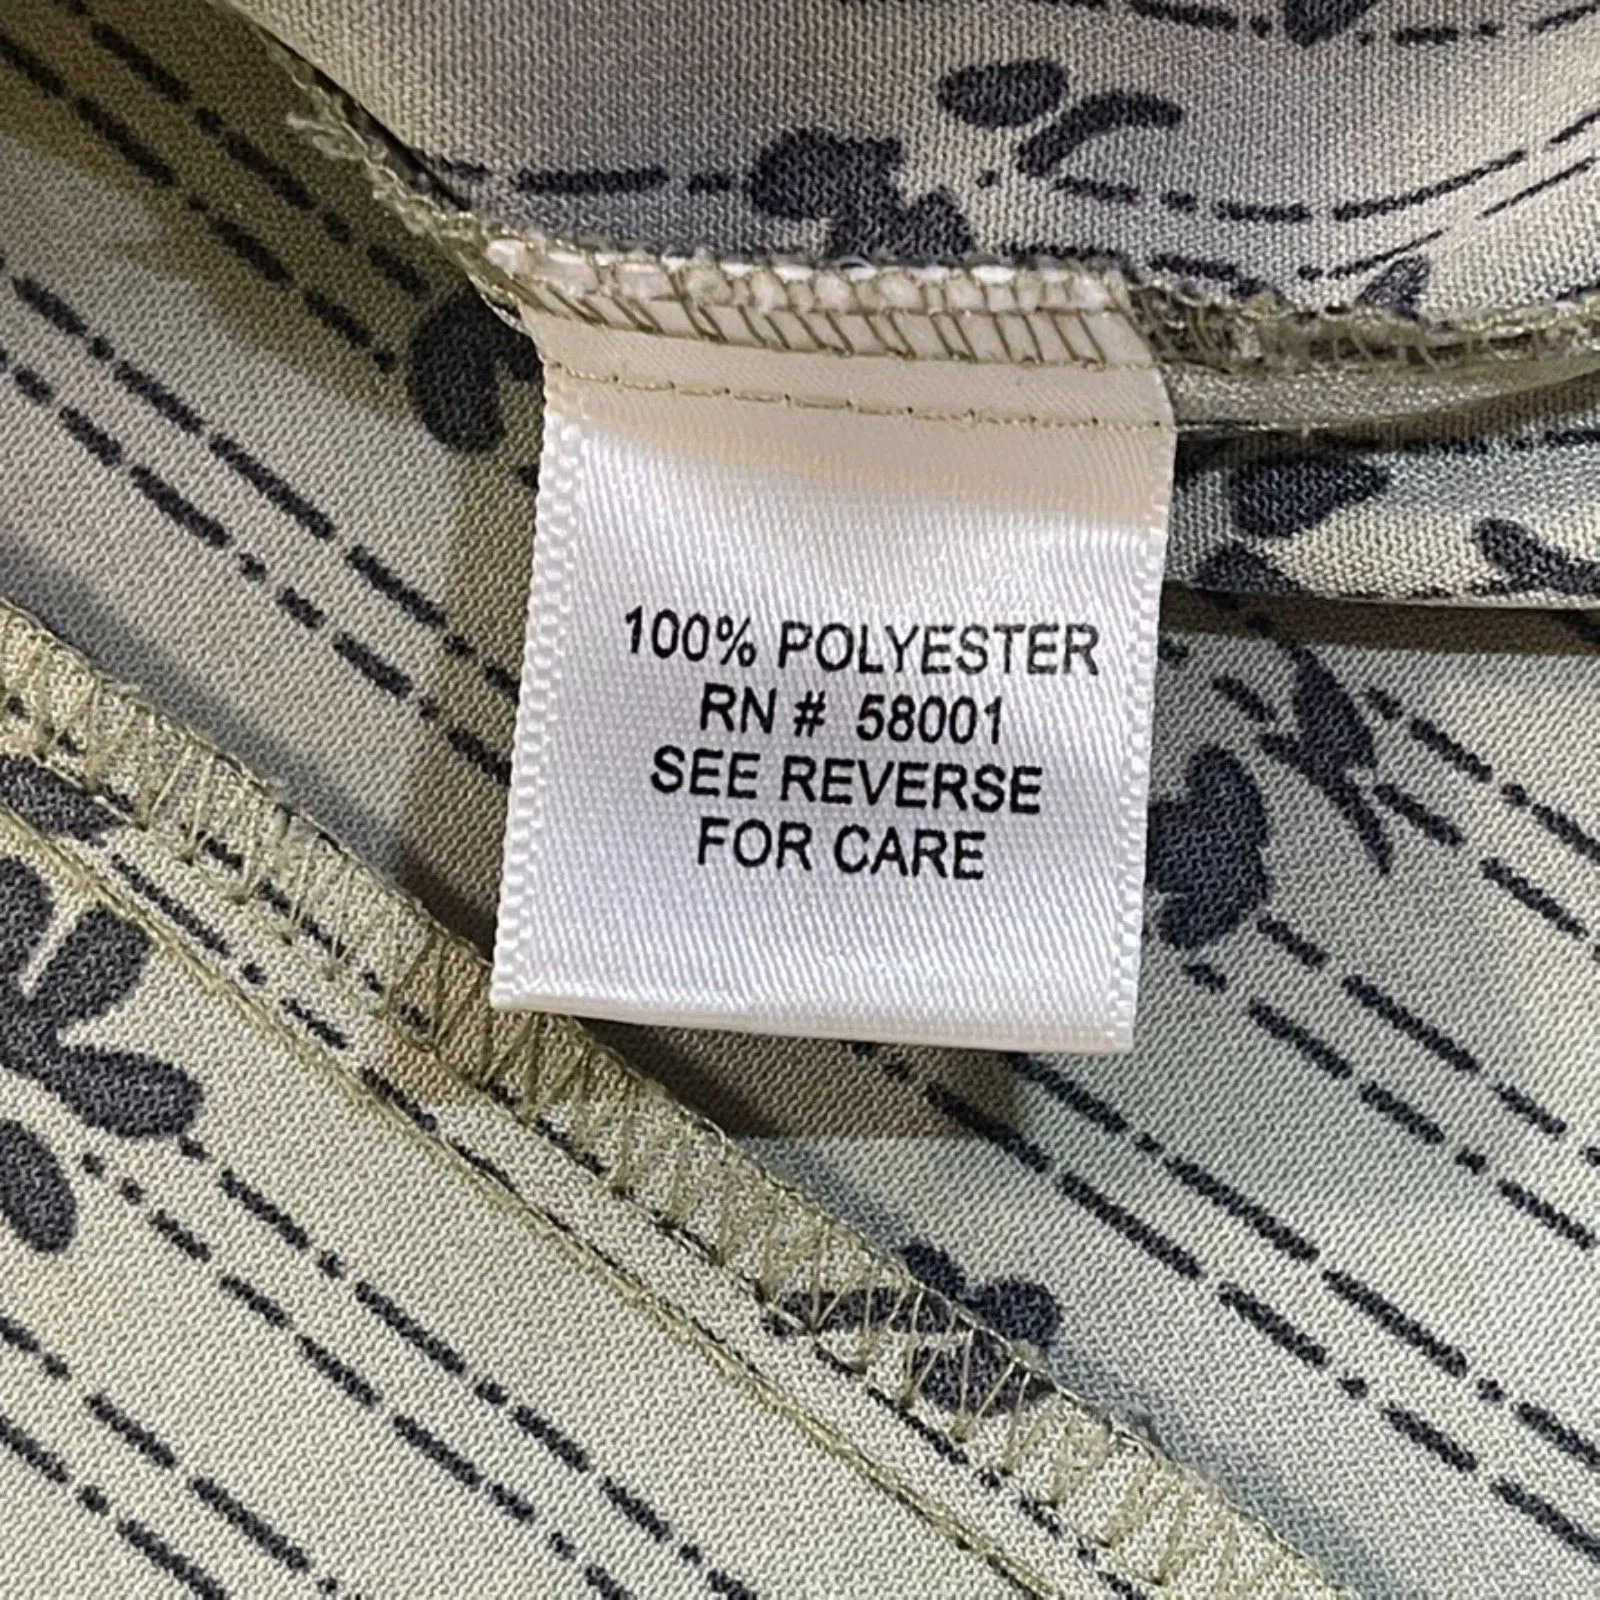 100% POLYESTER
RN # 58001
SEE REVERSE
FOR CARE